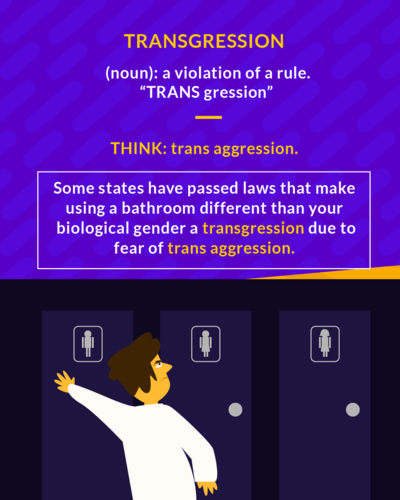 TRANSGRESSION
(noun): a violation of a rule.
“TRANS gression”
THINK: trans aggression.
Some states have passed laws that make
using a bathroom different than your
biological gender a transgression due to
fear of trans aggression.